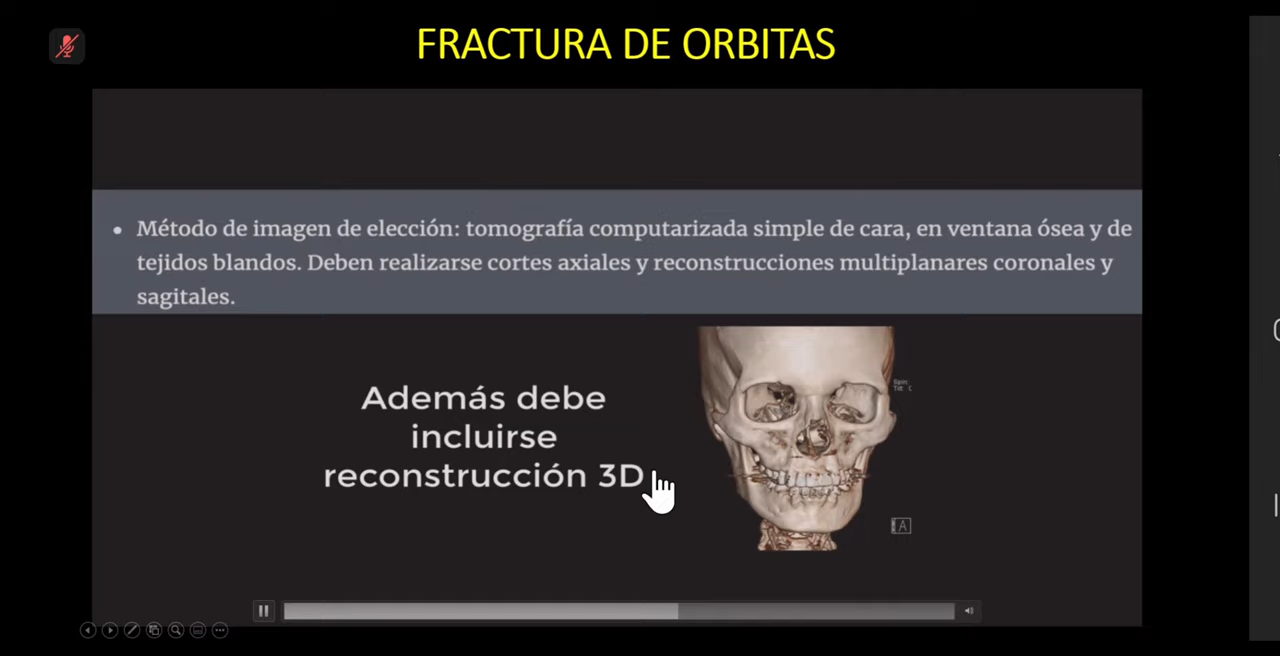 FRACTURA DE ORBITAS
• Método de imagen de elección: tomografía computarizada simple de cara, en ventana ósea y de
tejidos blandos. Deben realizarse cortes axiales y reconstrucciones multiplanares coronales y
sagitales.
Además debe
incluirse
reconstrucción 3D
A